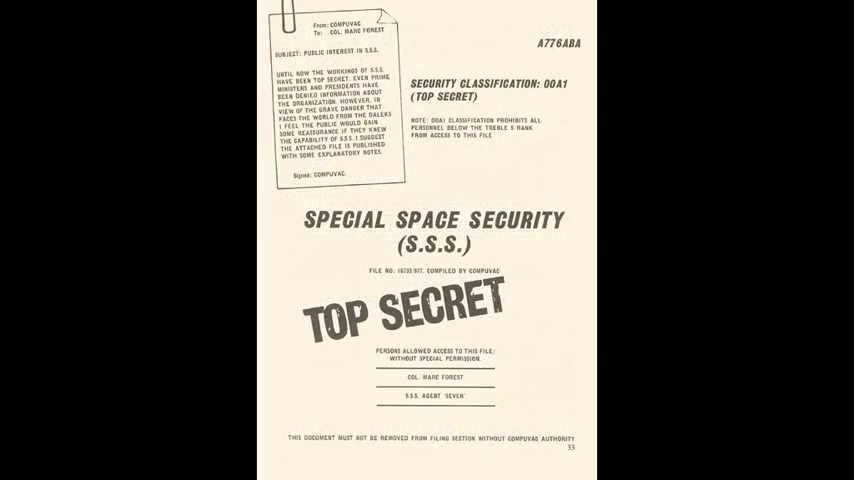 From: COMPUVAC
To: COL. MARC FOREST
SUBJECT: PUBLIC INTEREST IN S.S.S.
UNTIL NOW THE WORKINGS OF S.S.S.
HAVE BEEN TOP SECRET. EVEN PRIME
MINISTERS AND PRESIDENTS HAVE
BEEN DENIED INFORMATION ABOUT
THE ORGANIZATION. HOWEVER, IN
VIEW OF THE GRAVE DANGER THAT
FACES THE WORLD FROM THE DALEKS
I FEEL THE PUBLIC WOULD GAIN
SOME REASSURANCE IF THEY KNEW
THE CAPABILITY OF S.S.S. I SUGGEST
THE ATTACHED FILE IS PUBLISHED
WITH SOME EXPLANATORY NOTES.
Signed: COMPUVAC.
A776ABA
SECURITY CLASSIFICATION: 00A1
(TOP SECRET)
NOTE: 00A1 CLASSIFICATION PROHIBITS ALL
PERSONNEL BELOW THE TREBLE S RANK
FROM ACCESS TO THIS FILE
SPECIAL SPACE SECURITY
(S.S.S.)
FILE NO. 16733/977. COMPILED BY COMPUVAC
TOP SECRET
PERSONS ALLOWED ACCESS TO THIS FILE:
WITHOUT SPECIAL PERMISSION.
COL. MARC FOREST
S.S.S. AGENT 'SEVEN'
THIS DOCUMENT MUST NOT BE REMOVED FROM FILING SECTION WITHOUT COMPUVAC AUTHORITY
33